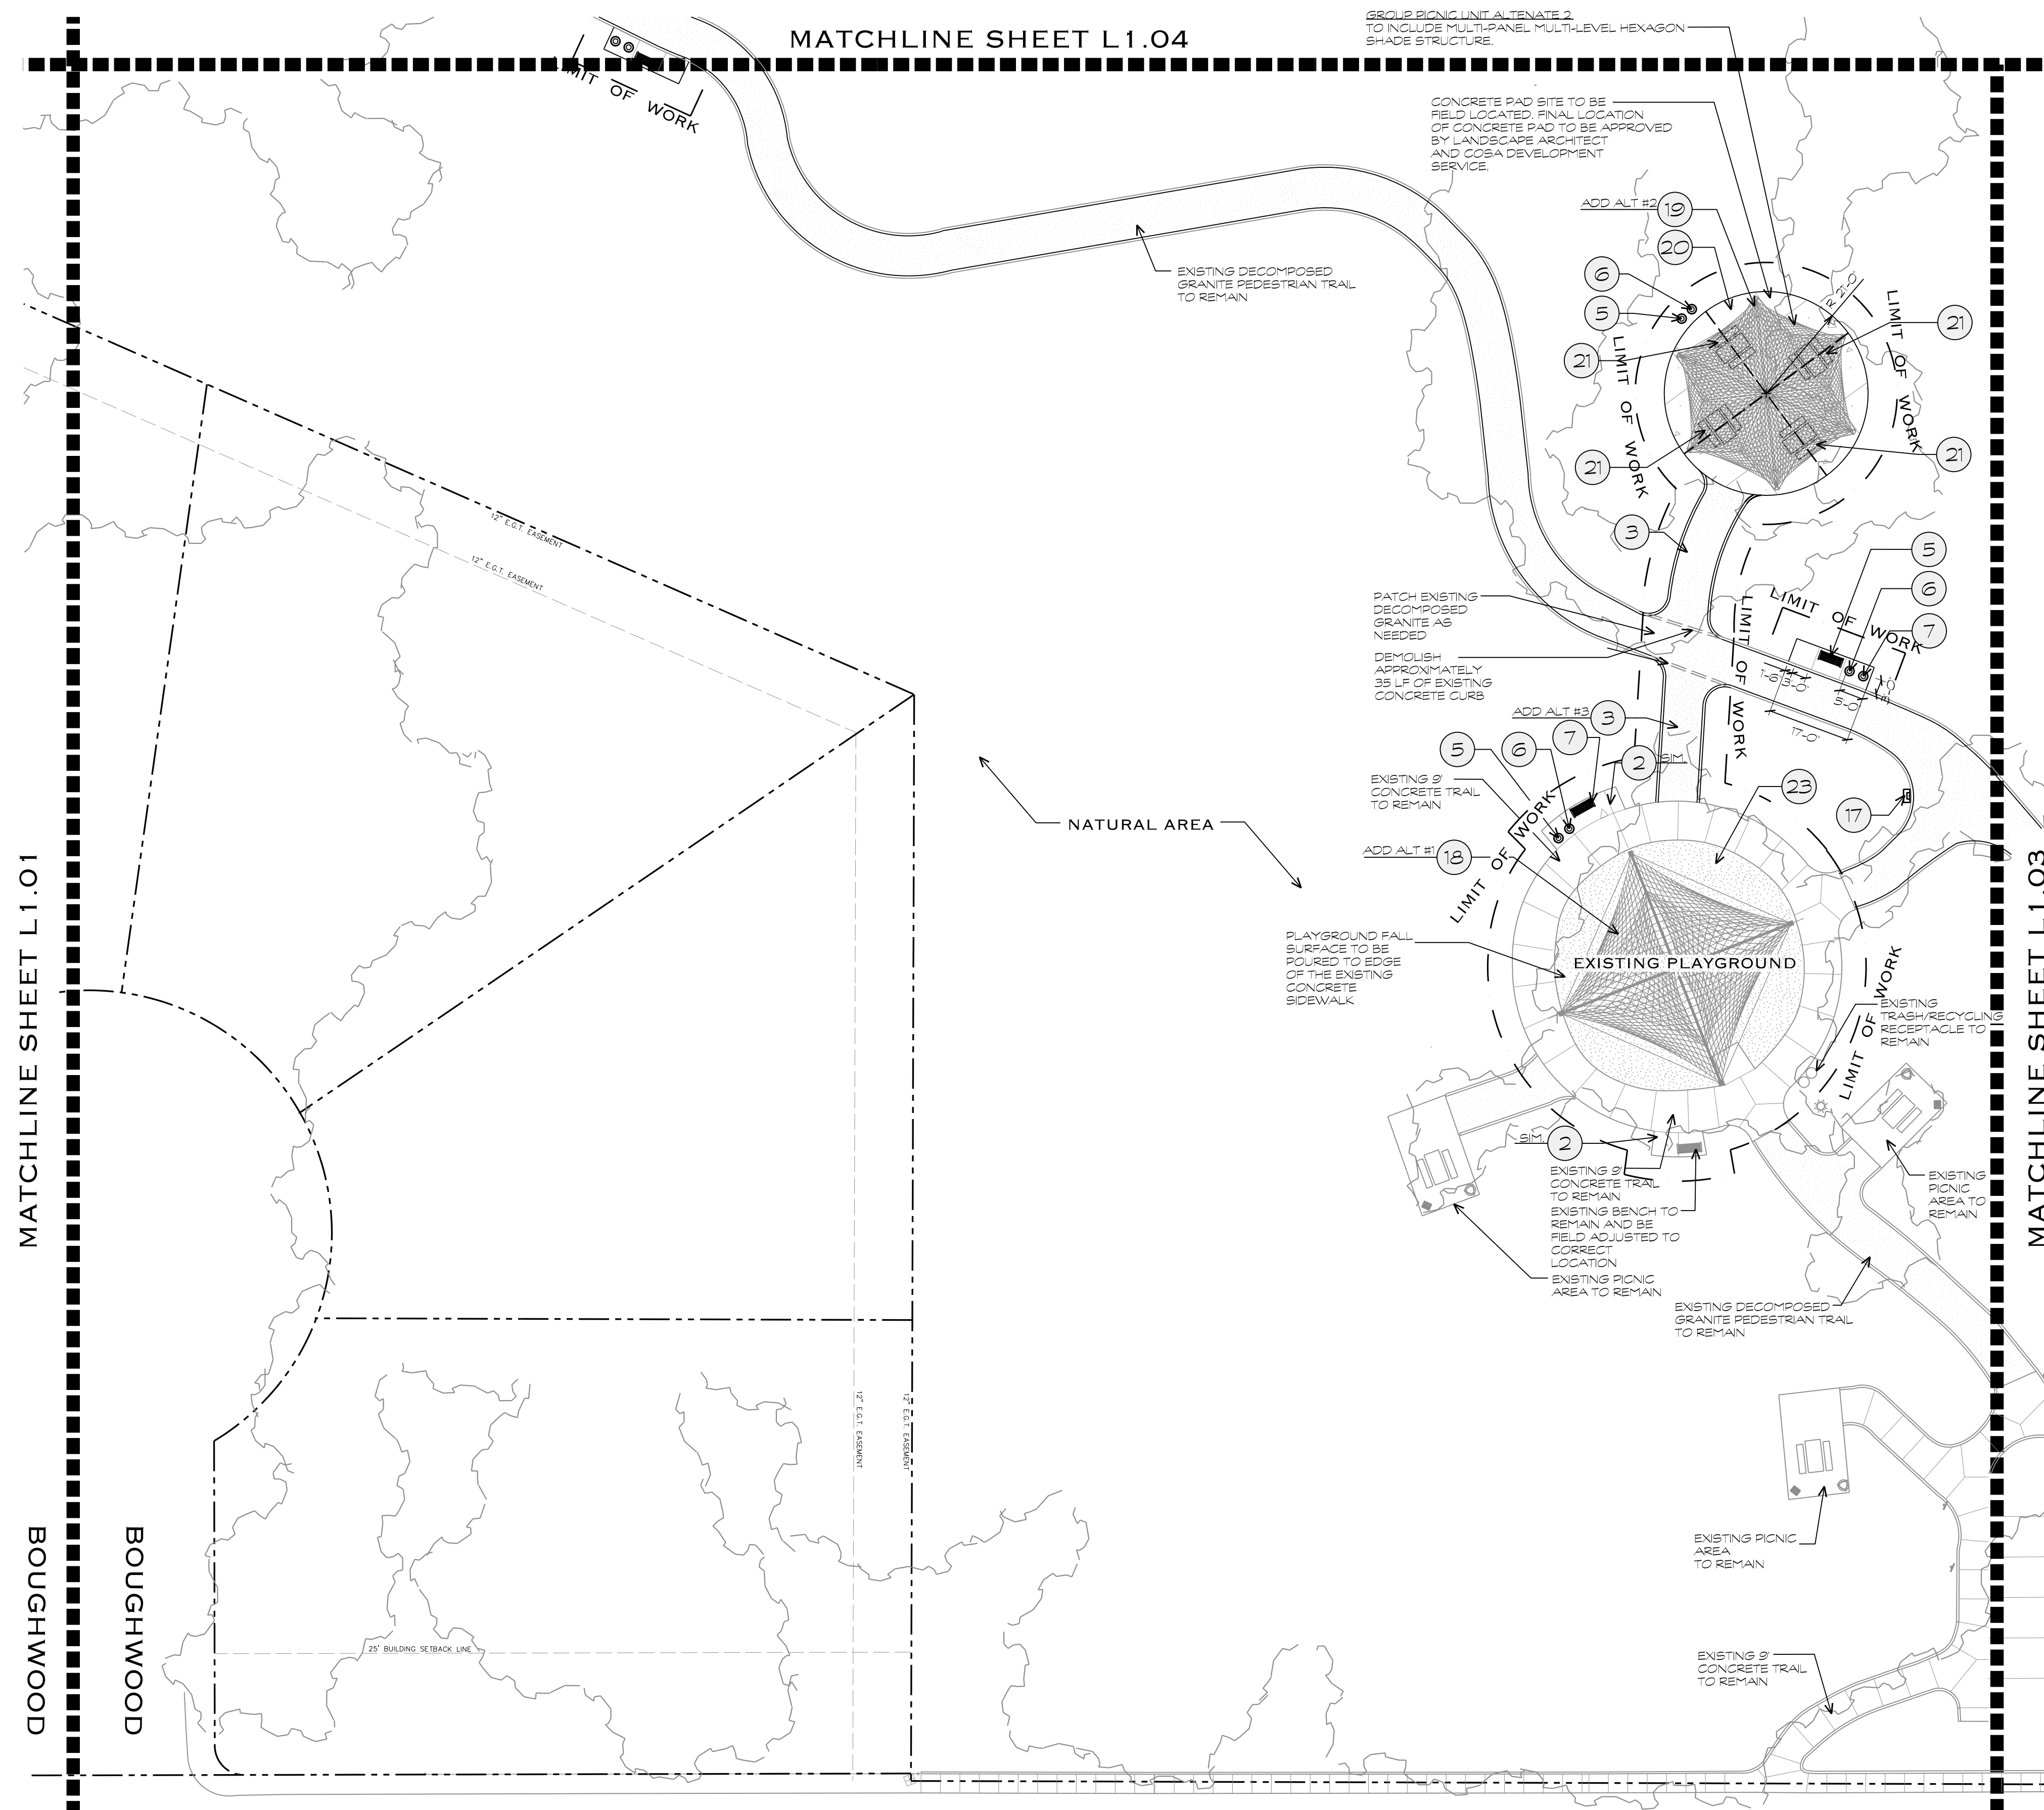 GROUP PICNIC UNIT ALTENATE 2
TO INCLUDE MULTI-PANEL MULTI-LEVEL HEXAGON
SHADE STRUCTURE.
MATCHLINE SHEET L1.04
LIMIT OF WORK
CONCRETE PAD SITE TO BE
FIELD LOCATED. FINAL LOCATION
OF CONCRETE PAD TO BE APPROVED
BY LANDSCAPE ARCHITECT
AND COSA DEVELOPMENT
SERVICE.
ADD ALT #2
19
20
6
5
EXISTING DECOMPOSED
GRANITE PEDESTRIAN TRAIL
TO REMAIN
R 21'-0"
LIMIT OF WORK
LIMIT OF WORK
21
21
21
21
12" E.G.T. EASEMENT
12" E.G.T. EASEMENT
3
5
6
7
PATCH EXISTING
DECOMPOSED
GRANITE AS
NEEDED
LIMIT OF WORK
LIMIT OF WORK
DEMOLISH
APPROXIMATELY
35 LF OF EXISTING
CONCRETE CURB
1'-6"
3'-0"
5'-0"
17'-0"
ADD ALT #3
3
5
6
7
2
SIM.
EXISTING 9'
CONCRETE TRAIL
TO REMAIN
23
17
NATURAL AREA
ADD ALT #1
18
LIMIT OF WORK
PLAYGROUND FALL
SURFACE TO BE
POURED TO EDGE
OF THE EXISTING
CONCRETE
SIDEWALK
EXISTING PLAYGROUND
LIMIT OF WORK
EXISTING
TRASH/RECYCLING
RECEPTACLE TO
REMAIN
MATCHLINE SHEET L1.01
MATCHLINE SHEET L1.03
SIM.
2
EXISTING 9'
CONCRETE TRAIL
TO REMAIN
EXISTING BENCH TO
REMAIN AND BE
FIELD ADJUSTED TO
CORRECT
LOCATION
EXISTING PICNIC
AREA TO REMAIN
EXISTING
PICNIC
AREA TO
REMAIN
EXISTING DECOMPOSED
GRANITE PEDESTRIAN TRAIL
TO REMAIN
12" E.G.T. EASEMENT
12" E.G.T. EASEMENT
EXISTING PICNIC
AREA
TO REMAIN
BOUGHWOOD
BOUGHWOOD
25' BUILDING SETBACK LINE
EXISTING 9'
CONCRETE TRAIL
TO REMAIN